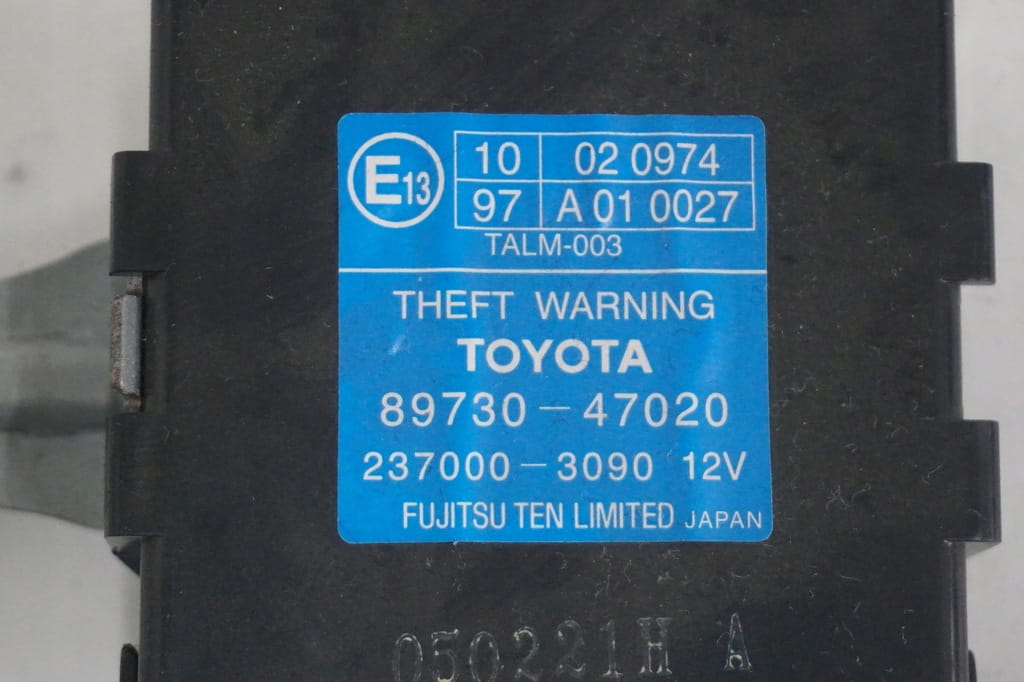 E13
10 02 0974
97 A 01 0027
TALM-003
THEFT WARNING
TOYOTA
89730-47020
237000-3090 12V
FUJITSU TEN LIMITED JAPAN
050221H A